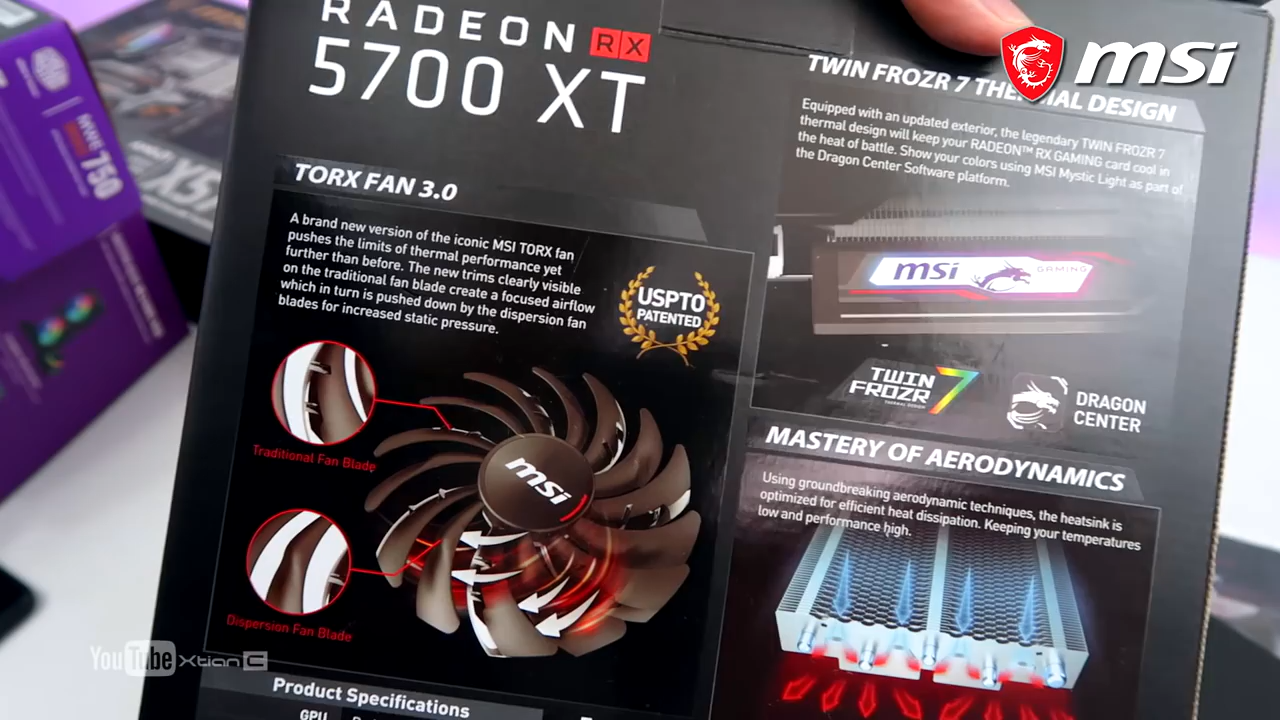 RADEON RX
5700 XT
TORX FAN 3.0
A brand new version of the iconic MSI TORX fan
pushes the limits of thermal performance yet
further than before. The new trims clearly visible
on the traditional fan blade create a focused airflow
which in turn is pushed down by the dispersion fan
blades for increased static pressure.
USPTO
PATENTED
Traditional Fan Blade
msi
Dispersion Fan Blade
Product Specifications
GPU
msi
TWIN FROZR 7 THERMAL DESIGN
Equipped with an updated exterior, the legendary TWIN FROZR 7
thermal design will keep your RADEON™ RX GAMING card cool in
the heat of battle. Show your colors using MSI Mystic Light as part of
the Dragon Center Software platform.
msi GAMING
TWIN
FROZR 7
THERMAL DESIGN
DRAGON
CENTER
MASTERY OF AERODYNAMICS
Using groundbreaking aerodynamic techniques, the heatsink is
optimized for efficient heat dissipation. Keeping your temperatures
low and performance high.
MWE
750
YouTube Xtian C